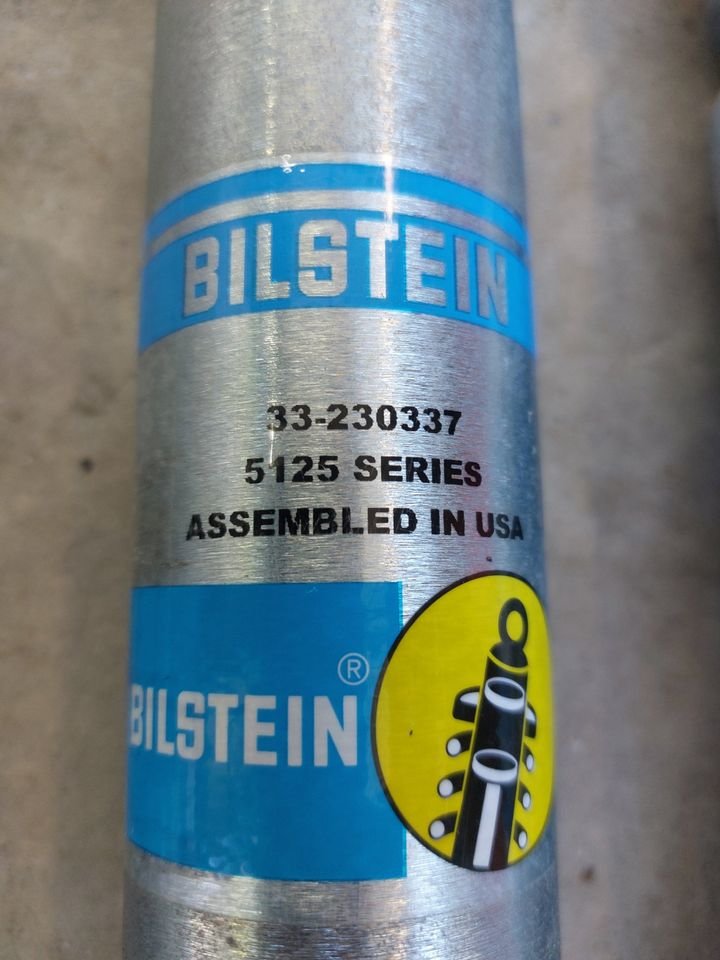 BILSTEIN
33-230337
5125 SERIES
ASSEMBLED IN USA
BILSTEIN®